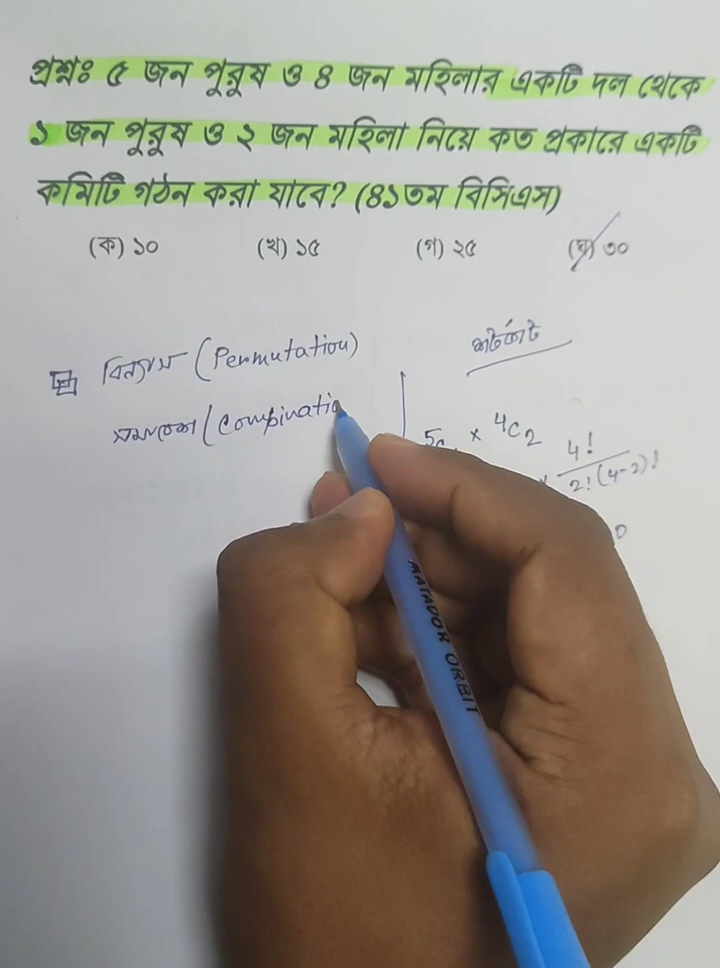 প্রশ্নঃ ৫ জন পুরুষ ও ৪ জন মহিলার একটি দল থেকে
১ জন পুরুষ ও ২ জন মহিলা নিয়ে কত প্রকারে একটি
কমিটি গঠন করা যাবে? (৪১তম বিসিএস)
(ক) ১০ (খ) ১৫ (গ) ২৫ (ঘ) ৩০
বিন্যাস (Permutation)
সমাবেশ (Combinatio
শর্টকাট
× ⁴C₂
4!
2! (4-2)!
MATADOR ORBIT